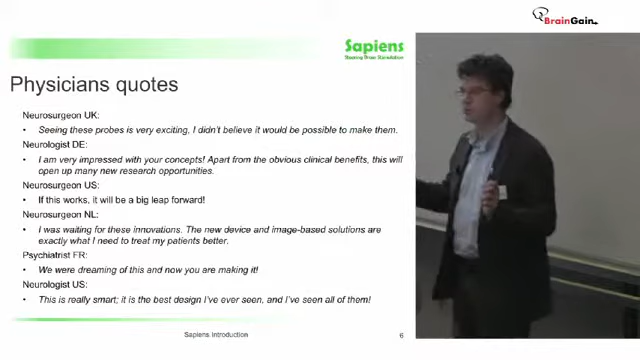 BrainGain
Sapiens
Steering Brain Stimulation
Physicians quotes
Neurosurgeon UK:
• Seeing these probes is very exciting, I didn't believe it would be possible to make them.
Neurologist DE:
• I am very impressed with your concepts! Apart from the obvious clinical benefits, this will
open up many new research opportunities.
Neurosurgeon US:
• If this works, it will be a big leap forward!
Neurosurgeon NL:
• I was waiting for these innovations. The new device and image-based solutions are
exactly what I need to treat my patients better.
Psychiatrist FR:
• We were dreaming of this and now you are making it!
Neurologist US:
• This is really smart; it is the best design I've ever seen, and I've seen all of them!
Sapiens Introduction
6